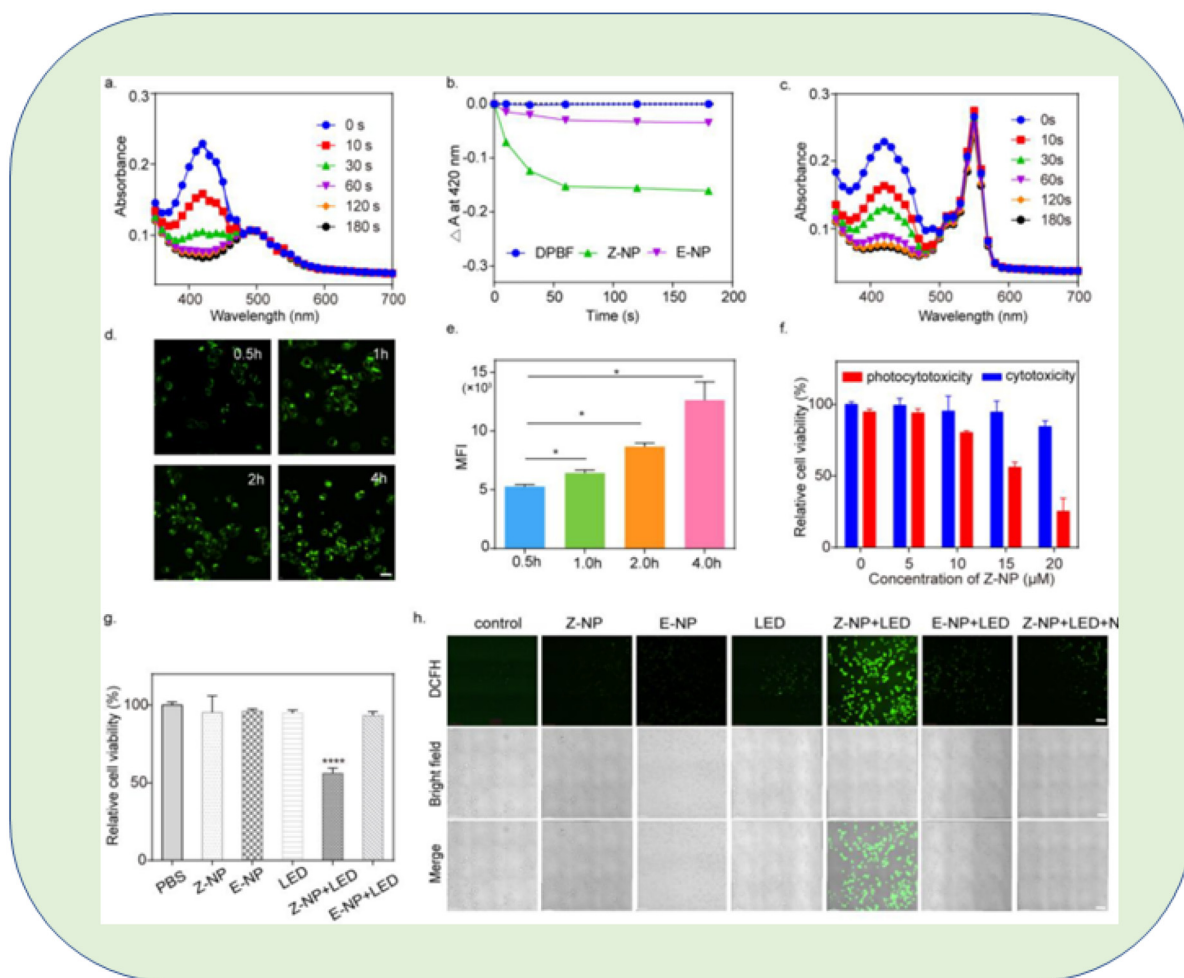 a.
0.3
0.2
0.1
Absorbance
400 500 600 700
Wavelength (nm)
0 s
10 s
30 s
60 s
120 s
180 s
b.
0.0
-0.1
-0.2
-0.3
△ A at 420 nm
DPBF Z-NP E-NP
0 50 100 150 200
Time (s)
c.
0.3
0.2
0.1
Absorbance
400 500 600 700
Wavelength (nm)
0s
10s
30s
60s
120s
180s
d.
0.5h 1h
2h 4h
e.
15
10
5
0
MFI
* * *
0.5h 1.0h 2.0h 4.0h
f.
photocytotoxicity cytotoxicity
100
50
0
Relative cell viability (%)
0 5 10 15 20
Concentration of Z-NP (μM)
g.
100
50
0
Relative cell viability (%)
****
PBS Z-NP E-NP LED Z-NP+LED E-NP+LED
h.
control Z-NP E-NP LED Z-NP+LED E-NP+LED Z-NP+LED+N
DCFH
Bright field
Merge